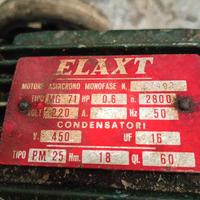 ELAXT
MOTORE ASINCRONO MONOFASE N.
TIPO MG 71 HP 0.6 n. 2800
VOLT 220 A. Hz 50
CONDENSATORI
V. 450 UF 16
TIPO PM 25 Hm. 18 QL. 60